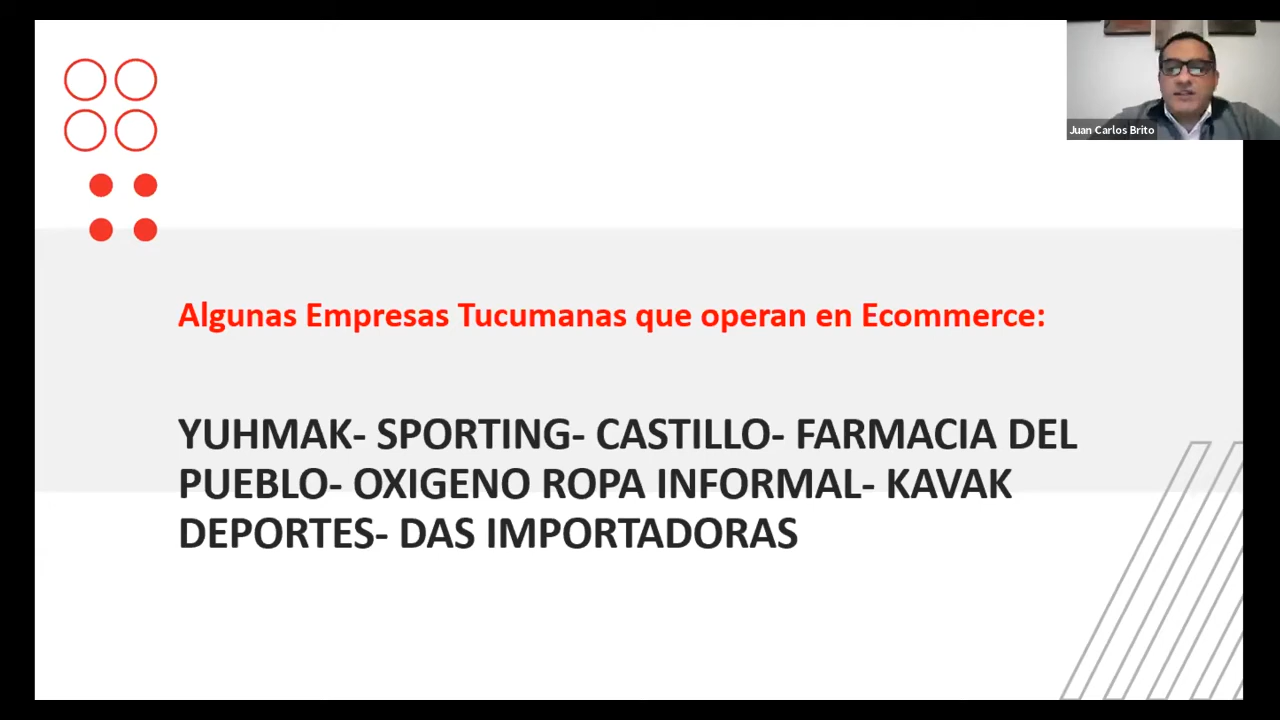 Juan Carlos Brito
Algunas Empresas Tucumanas que operan en Ecommerce:
YUHMAK- SPORTING- CASTILLO- FARMACIA DEL
PUEBLO- OXIGENO ROPA INFORMAL- KAVAK
DEPORTES- DAS IMPORTADORAS